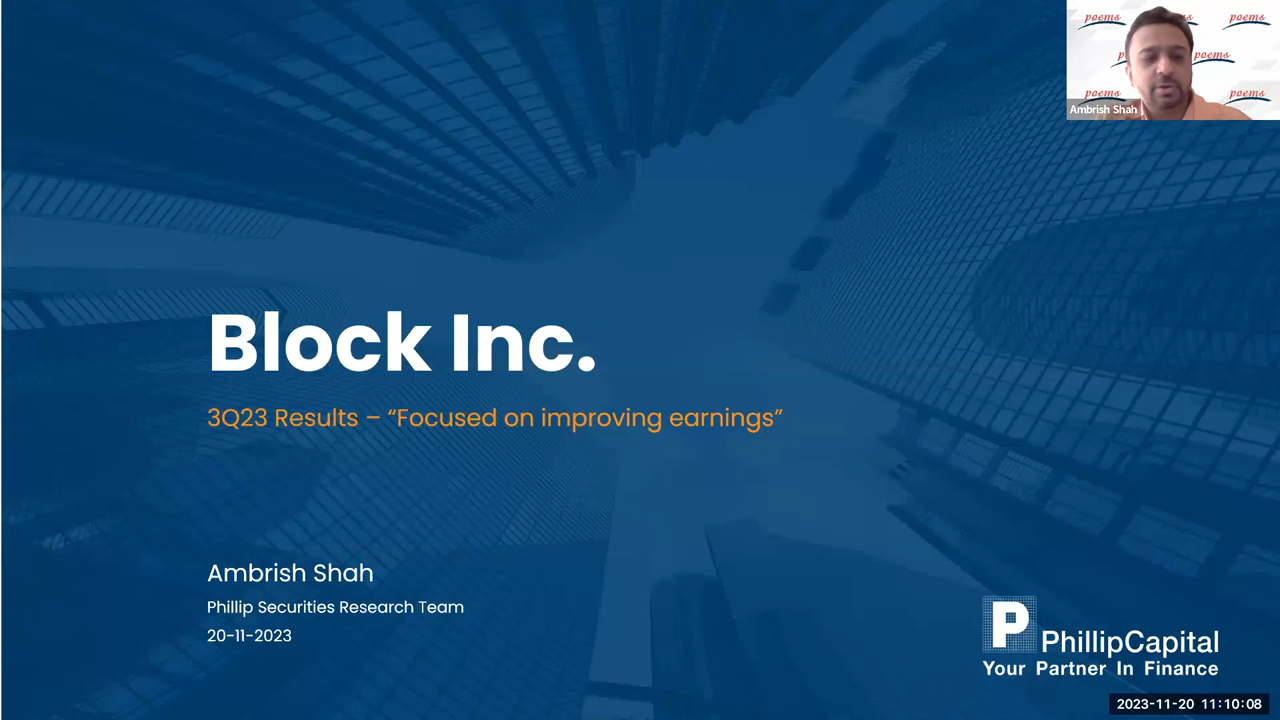 poems
poems
poems
poems
poems
Ambrish Shah
Block Inc.
3Q23 Results – “Focused on improving earnings”
Ambrish Shah
Phillip Securities Research Team
20-11-2023
P PhillipCapital
Your Partner In Finance
2023-11-20 11:10:08